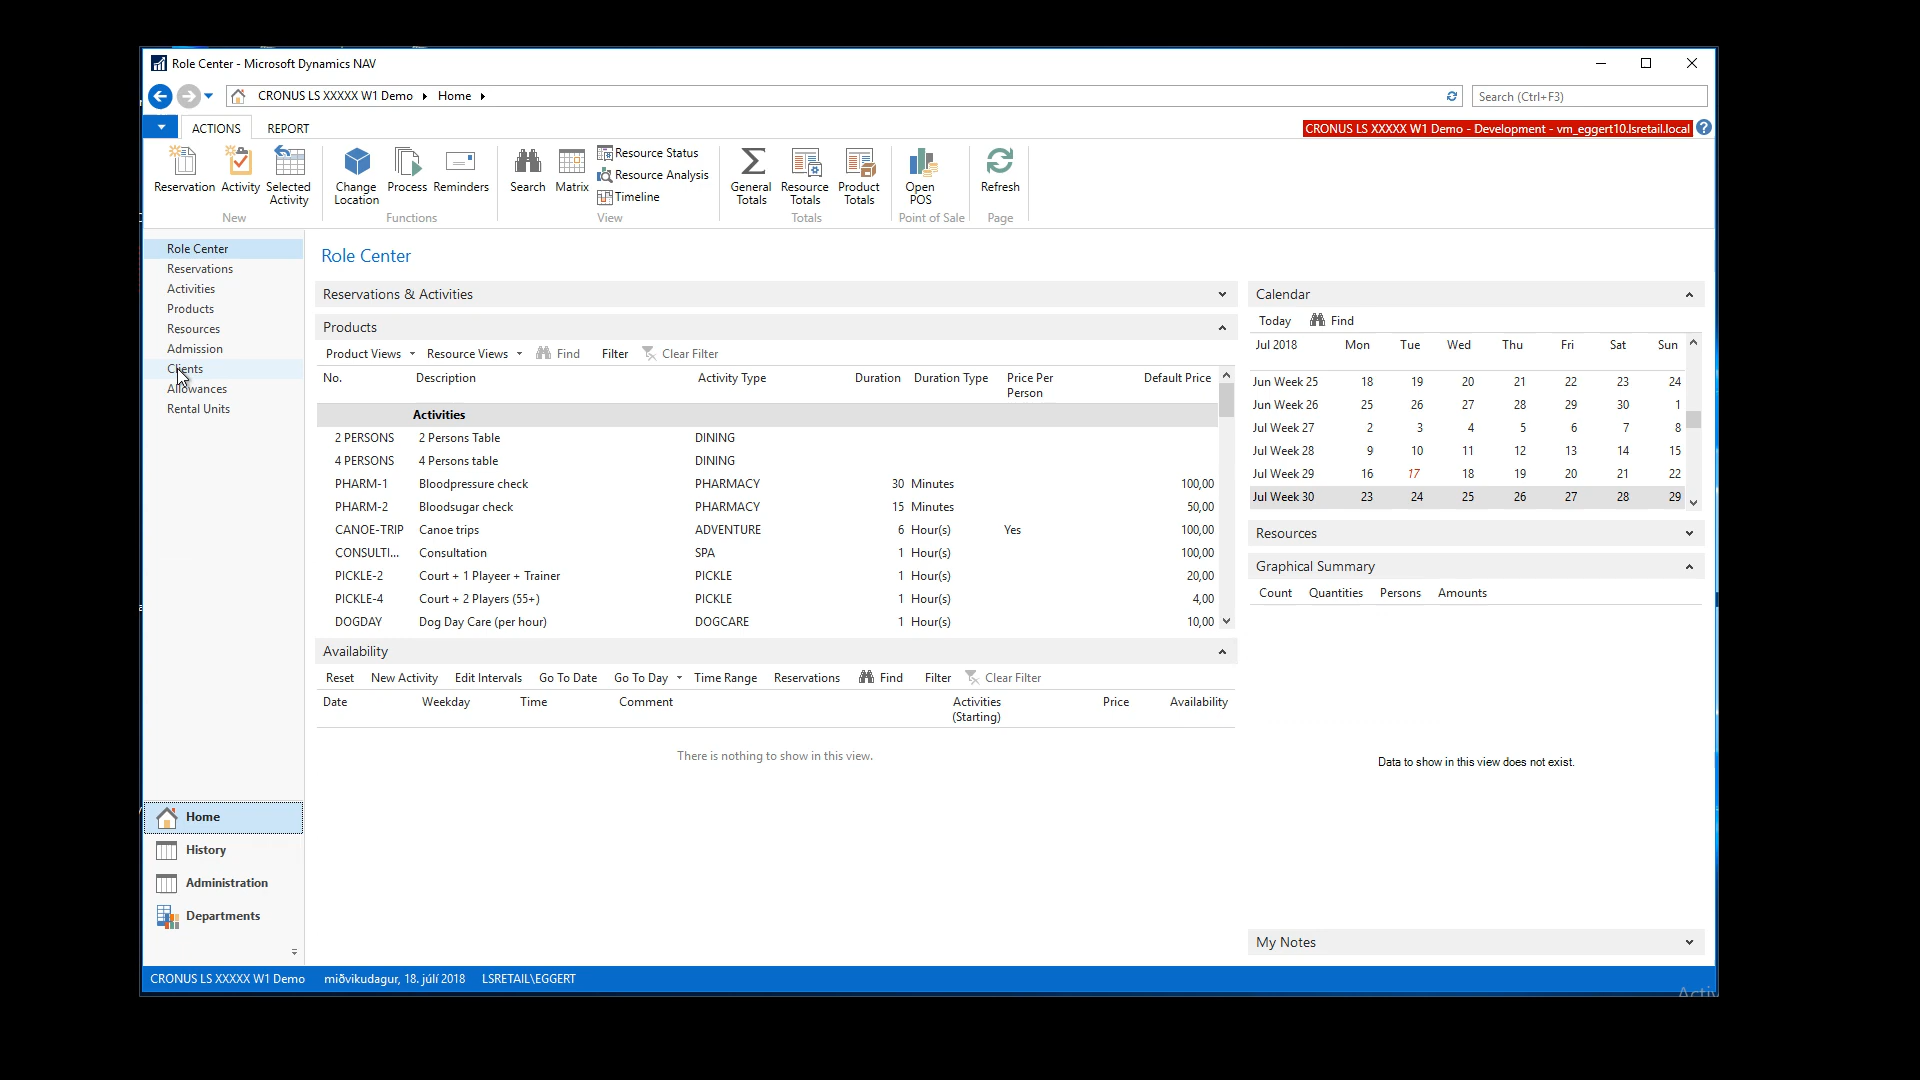 Role Center - Microsoft Dynamics NAV
CRONUS LS XXXXX W1 Demo Home
Search (Ctrl+F3)
ACTIONS REPORT
CRONUS LS XXXXX W1 Demo - Development - vm_eggert10.lsretail.local
Reservation Activity Selected Activity
New
Change Location Process Reminders
Functions
Search Matrix
Resource Status
Resource Analysis
Timeline
View
General Totals Resource Totals Product Totals
Totals
Open POS
Point of Sale
Refresh
Page
Role Center
Reservations
Activities
Products
Resources
Admission
Clients
Allowances
Rental Units
Home
History
Administration
Departments
Role Center
Reservations & Activities
Products
Product Views Resource Views Find Filter Clear Filter
No. Description Activity Type Duration Duration Type Price Per Person Default Price
Activities
2 PERSONS 2 Persons Table DINING
4 PERSONS 4 Persons table DINING
PHARM-1 Bloodpressure check PHARMACY 30 Minutes 100,00
PHARM-2 Bloodsugar check PHARMACY 15 Minutes 50,00
CANOE-TRIP Canoe trips ADVENTURE 6 Hour(s) Yes 100,00
CONSULTI... Consultation SPA 1 Hour(s) 100,00
PICKLE-2 Court + 1 Playeer + Trainer PICKLE 1 Hour(s) 20,00
PICKLE-4 Court + 2 Players (55+) PICKLE 1 Hour(s) 4,00
DOGDAY Dog Day Care (per hour) DOGCARE 1 Hour(s) 10,00
Availability
Reset New Activity Edit Intervals Go To Date Go To Day Time Range Reservations Find Filter Clear Filter
Date Weekday Time Comment Activities (Starting) Price Availability
There is nothing to show in this view.
Calendar
Today Find
Jul 2018 Mon Tue Wed Thu Fri Sat Sun
Jun Week 25 18 19 20 21 22 23 24
Jun Week 26 25 26 27 28 29 30 1
Jul Week 27 2 3 4 5 6 7 8
Jul Week 28 9 10 11 12 13 14 15
Jul Week 29 16 17 18 19 20 21 22
Jul Week 30 23 24 25 26 27 28 29
Resources
Graphical Summary
Count Quantities Persons Amounts
Data to show in this view does not exist.
My Notes
CRONUS LS XXXXX W1 Demo miðvikudagur, 18. júlí 2018 LSRETAIL\EGGERT